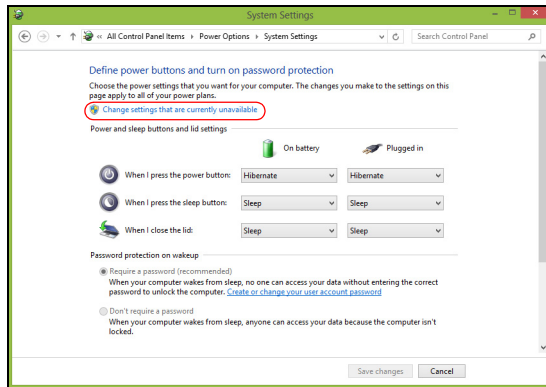 System Settings
« All Control Panel Items ▸ Power Options ▸ System Settings
Search Control Panel
Define power buttons and turn on password protection
Choose the power settings that you want for your computer. The changes you make to the settings on this
page apply to all of your power plans.
Change settings that are currently unavailable
Power and sleep buttons and lid settings
On battery Plugged in
When I press the power button: Hibernate Hibernate
When I press the sleep button: Sleep Sleep
When I close the lid: Sleep Sleep
Password protection on wakeup
Require a password (recommended)
When your computer wakes from sleep, no one can access your data without entering the correct
password to unlock the computer. Create or change your user account password
Don't require a password
When your computer wakes from sleep, anyone can access your data because the computer isn't
locked.
Save changes Cancel